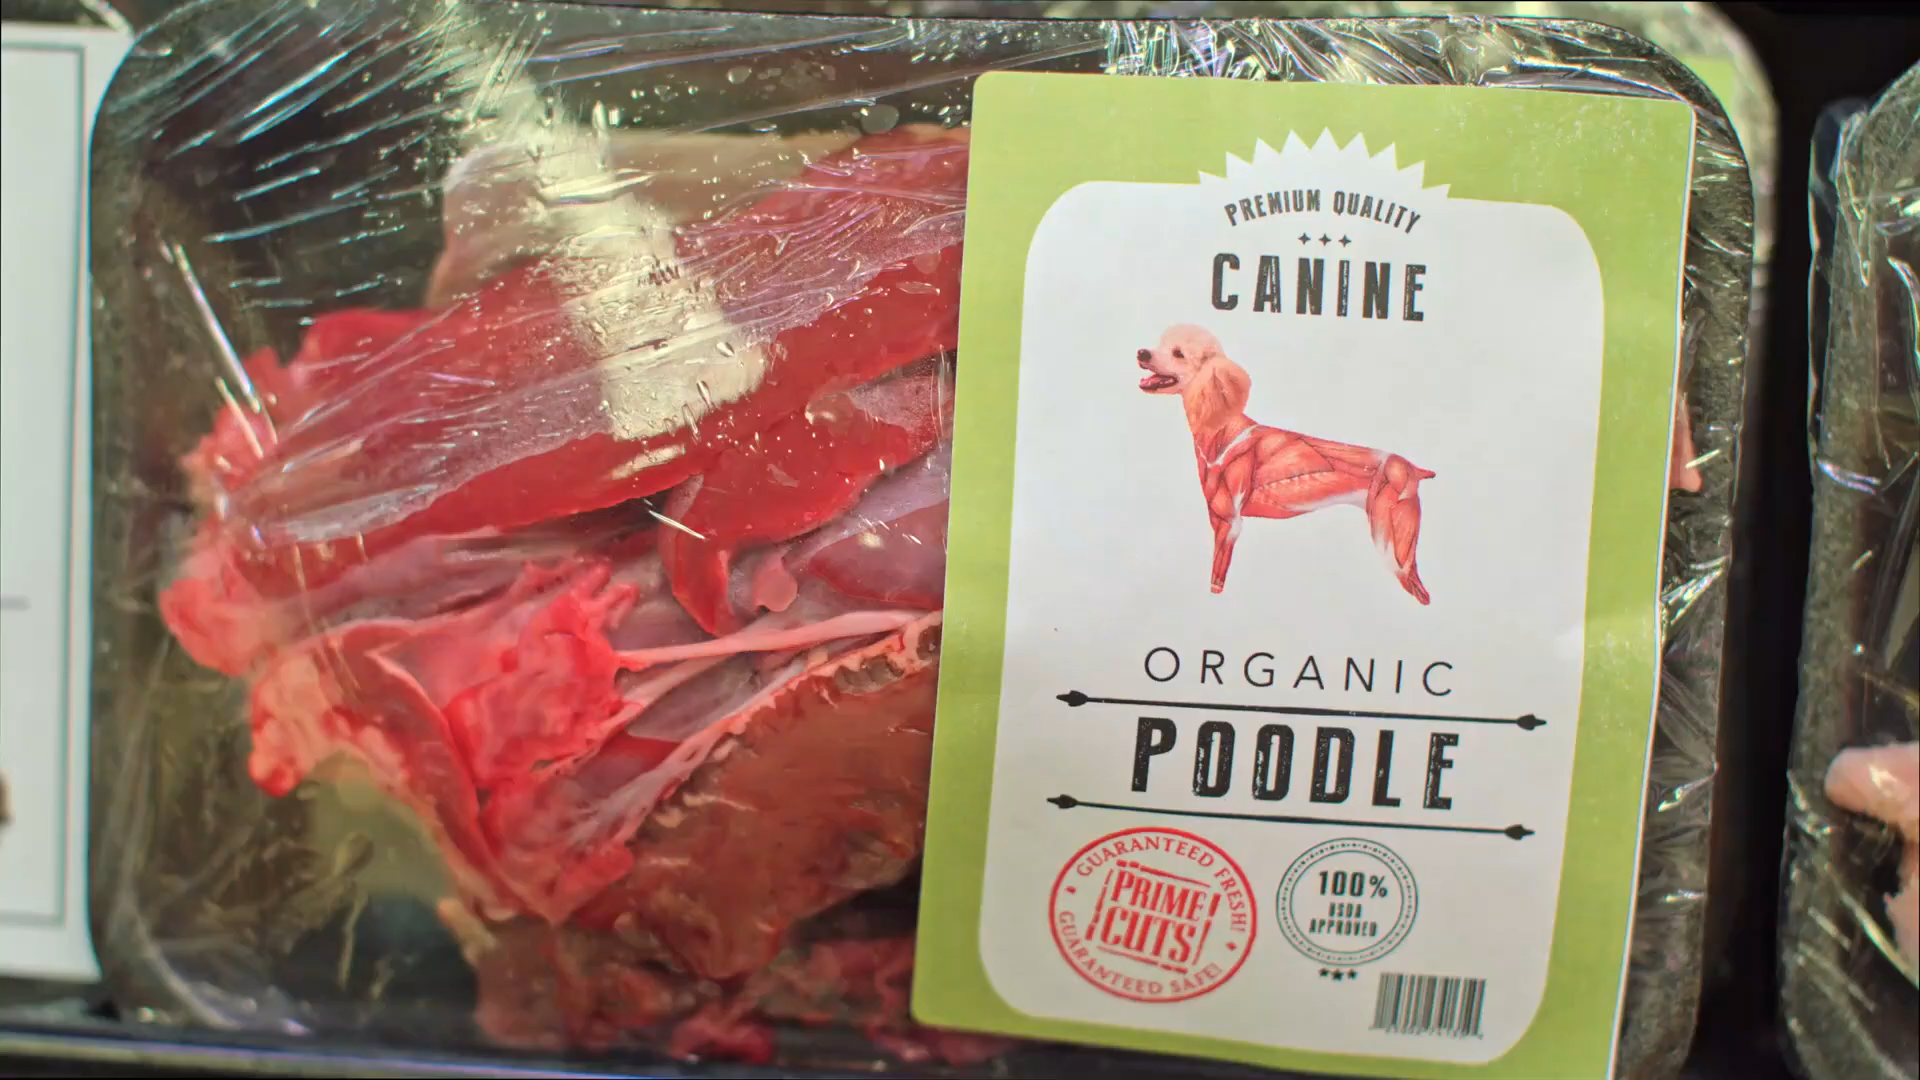 PREMIUM QUALITY
CANINE
ORGANIC
POODLE
GUARANTEED FRESH!
PRIME
CUTS
GUARANTEED SAFE!
100%
USDA
APPROVED